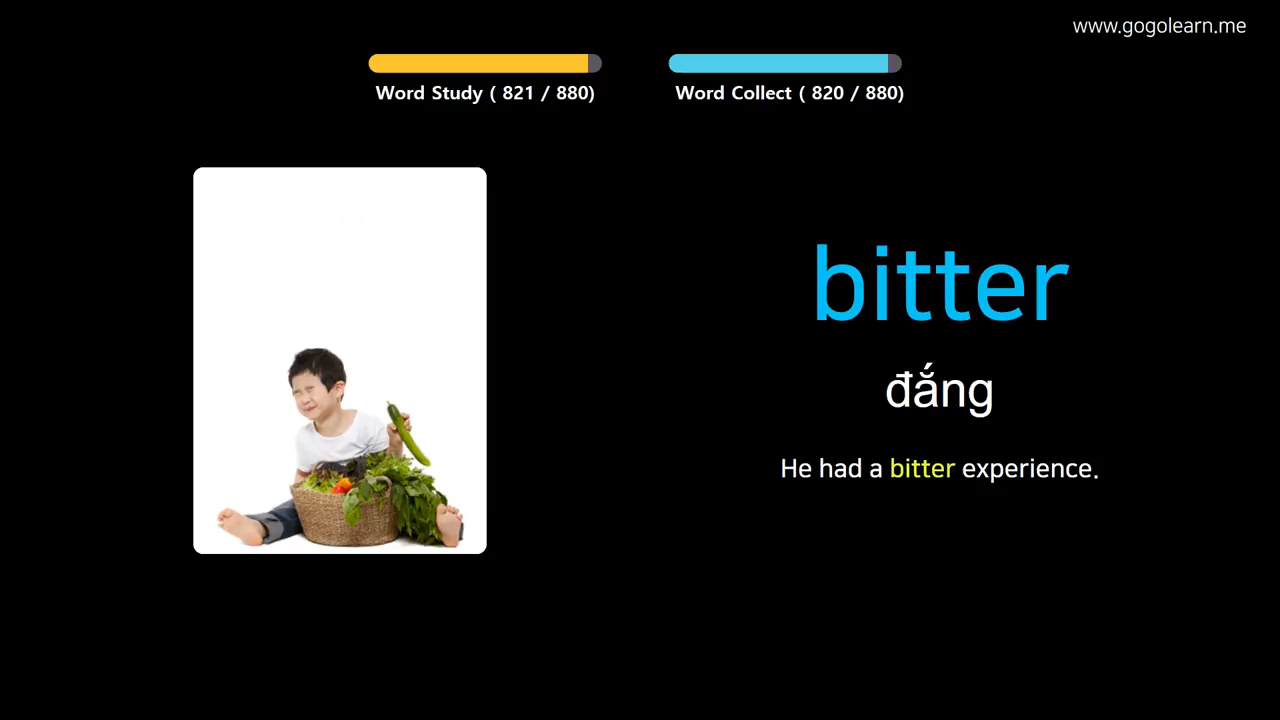 www.gogolearn.me
Word Study ( 821 / 880)
Word Collect ( 820 / 880)
bitter
đắng
He had a bitter experience.